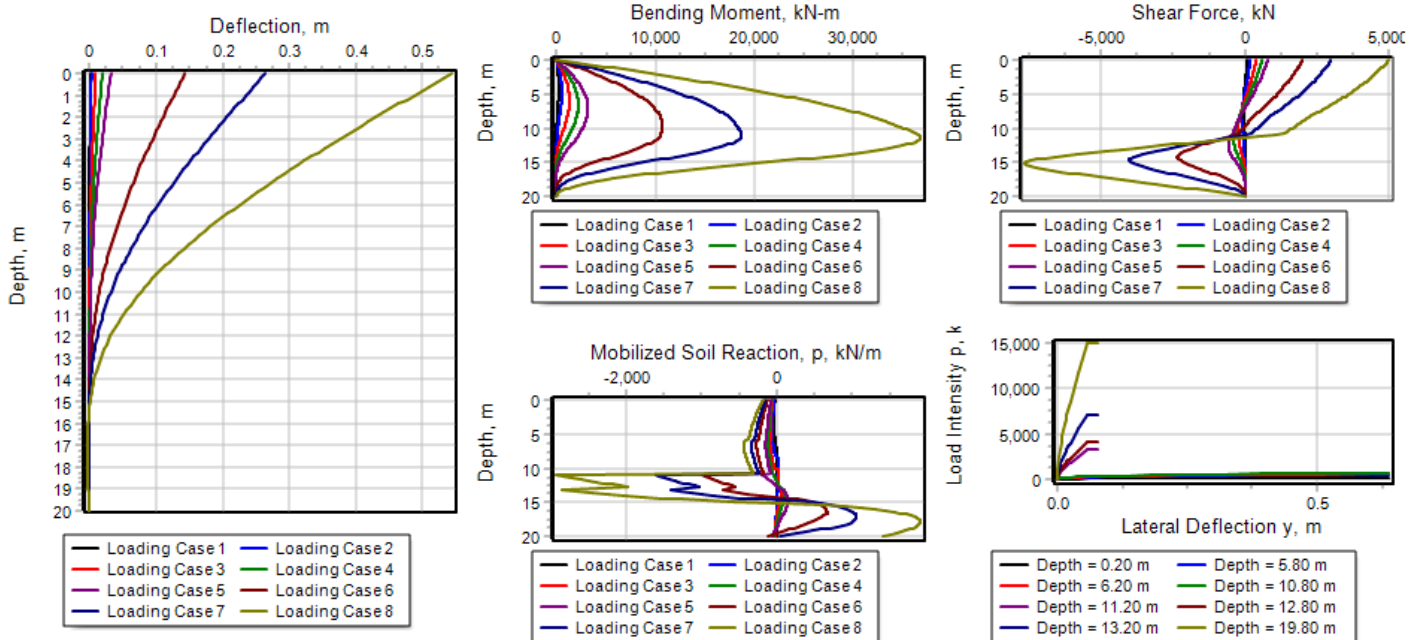 Deflection, m
0 0.1 0.2 0.3 0.4 0.5
Depth, m
0
1
2
3
4
5
6
7
8
9
10
11
12
13
14
15
16
17
18
19
20
Loading Case 1 Loading Case 2
Loading Case 3 Loading Case 4
Loading Case 5 Loading Case 6
Loading Case 7 Loading Case 8
Bending Moment, kN-m
0 10,000 20,000 30,000
Depth, m
0
5
10
15
20
Loading Case 1 Loading Case 2
Loading Case 3 Loading Case 4
Loading Case 5 Loading Case 6
Loading Case 7 Loading Case 8
Shear Force, kN
-5,000 0 5,000
Depth, m
0
5
10
15
20
Loading Case 1 Loading Case 2
Loading Case 3 Loading Case 4
Loading Case 5 Loading Case 6
Loading Case 7 Loading Case 8
Mobilized Soil Reaction, p, kN/m
-2,000 0
Depth, m
0
5
10
15
20
Loading Case 1 Loading Case 2
Loading Case 3 Loading Case 4
Loading Case 5 Loading Case 6
Loading Case 7 Loading Case 8
Load Intensity p, k
15,000
10,000
5,000
0
0.0 0.5
Lateral Deflection y, m
Depth = 0.20 m Depth = 5.80 m
Depth = 6.20 m Depth = 10.80 m
Depth = 11.20 m Depth = 12.80 m
Depth = 13.20 m Depth = 19.80 m